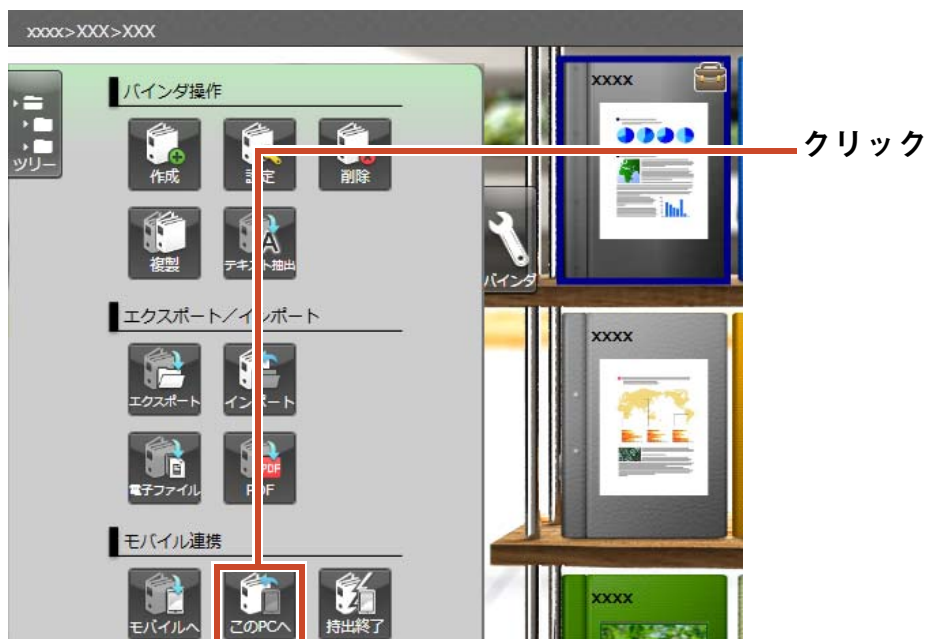 xxxx>XXX>XXX
ツリー
バインダ操作
作成
設定
削除
複製
テキスト抽出
エクスポート／インポート
エクスポート
インポート
電子ファイル
PDF
PDF
モバイル連携
モバイルへ
このPCへ
持出終了
バインダ
xxxx
xxxx
xxxx
クリック